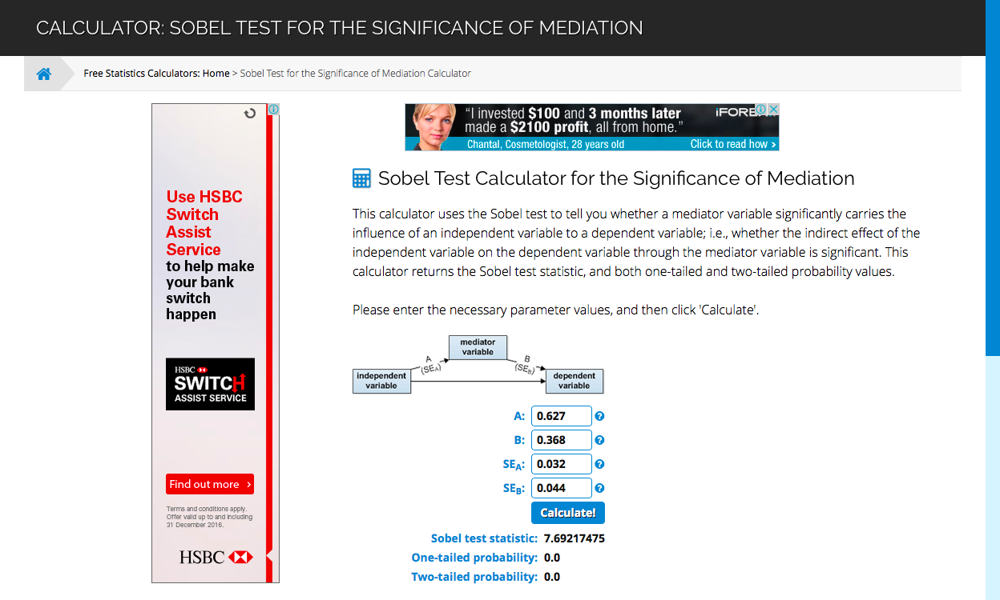 CALCULATOR: SOBEL TEST FOR THE SIGNIFICANCE OF MEDIATION
Free Statistics Calculators: Home > Sobel Test for the Significance of Mediation Calculator
Use HSBC
Switch
Assist
Service
to help make
your bank
switch
happen
HSBC
SWITCH
ASSIST SERVICE
Find out more >
Terms and conditions apply.
Offer valid up to and including
31 December 2016.
HSBC
“I invested $100 and 3 months later
made a $2100 profit, all from home.”
Chantal, Cosmetologist, 28 years old
Click to read how >
Sobel Test Calculator for the Significance of Mediation
This calculator uses the Sobel test to tell you whether a mediator variable significantly carries the
influence of an independent variable to a dependent variable; i.e., whether the indirect effect of the
independent variable on the dependent variable through the mediator variable is significant. This
calculator returns the Sobel test statistic, and both one-tailed and two-tailed probability values.
Please enter the necessary parameter values, and then click 'Calculate'.
mediator
variable
A
(SEA)
B
(SEB)
independent
variable
dependent
variable
A: 0.627 ?
B: 0.368 ?
SEA: 0.032 ?
SEB: 0.044 ?
Calculate!
Sobel test statistic: 7.69217475
One-tailed probability: 0.0
Two-tailed probability: 0.0